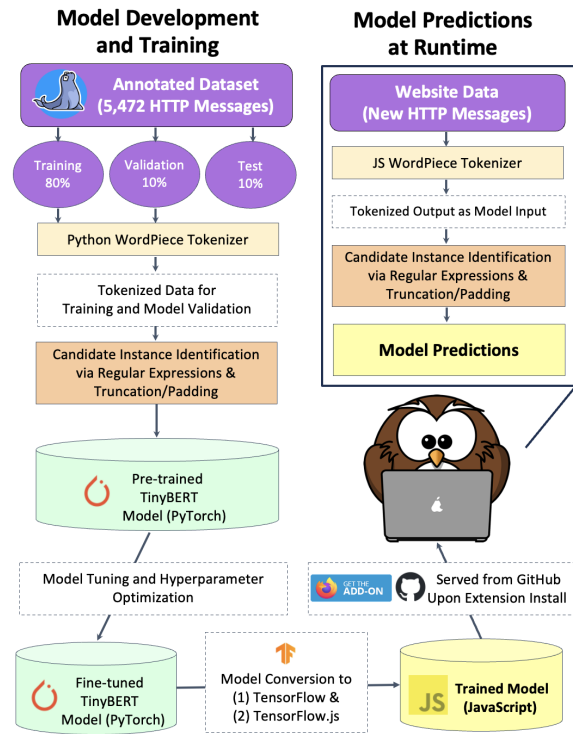 Model Development
and Training
Annotated Dataset
(5,472 HTTP Messages)
Training
80%
Validation
10%
Test
10%
Python WordPiece Tokenizer
Tokenized Data for
Training and Model Validation
Candidate Instance Identification
via Regular Expressions &
Truncation/Padding
Pre-trained
TinyBERT
Model (PyTorch)
Model Tuning and Hyperparameter
Optimization
Fine-tuned
TinyBERT
Model (PyTorch)
Model Conversion to
(1) TensorFlow &
(2) TensorFlow.js
JS
Trained Model
(JavaScript)
GET THE
ADD-ON
Served from GitHub
Upon Extension Install
Model Predictions
at Runtime
Website Data
(New HTTP Messages)
JS WordPiece Tokenizer
Tokenized Output as Model Input
Candidate Instance Identification
via Regular Expressions &
Truncation/Padding
Model Predictions